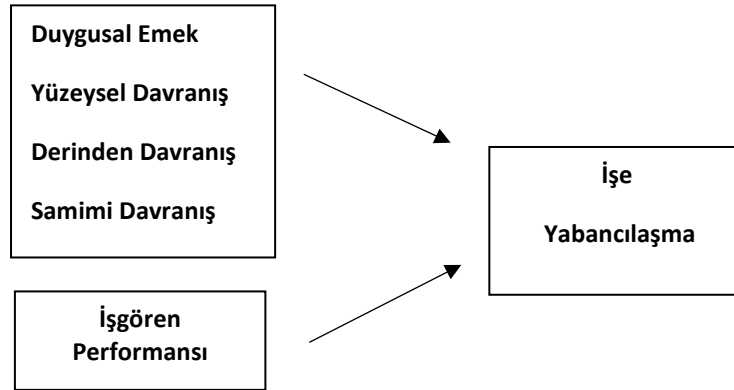 Duygusal Emek
Yüzeysel Davranış
Derinden Davranış
Samimi Davranış
İşe
Yabancılaşma
İşgören
Performansı